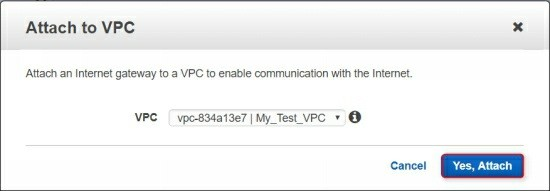 Attach to VPC
Attach an Internet gateway to a VPC to enable communication with the Internet.
VPC vpc-834a13e7 | My_Test_VPC
Cancel Yes, Attach